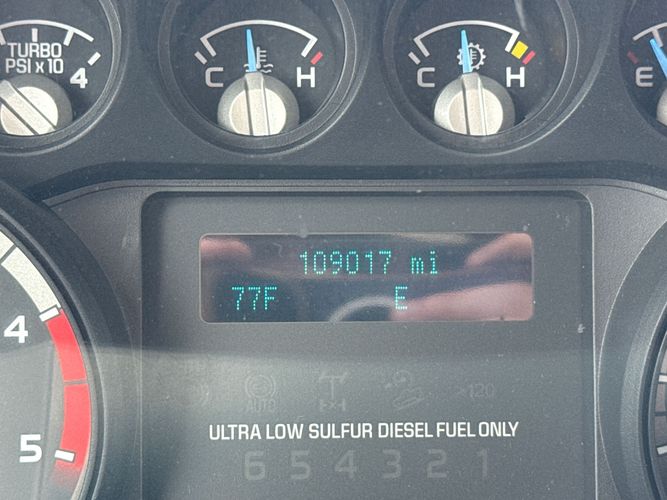 TURBO
PSI x 10
4
C H
C H
E
109017 mi
77F E
4
AUTO
>120
ULTRA LOW SULFUR DIESEL FUEL ONLY
5
6 5 4 3 2 1